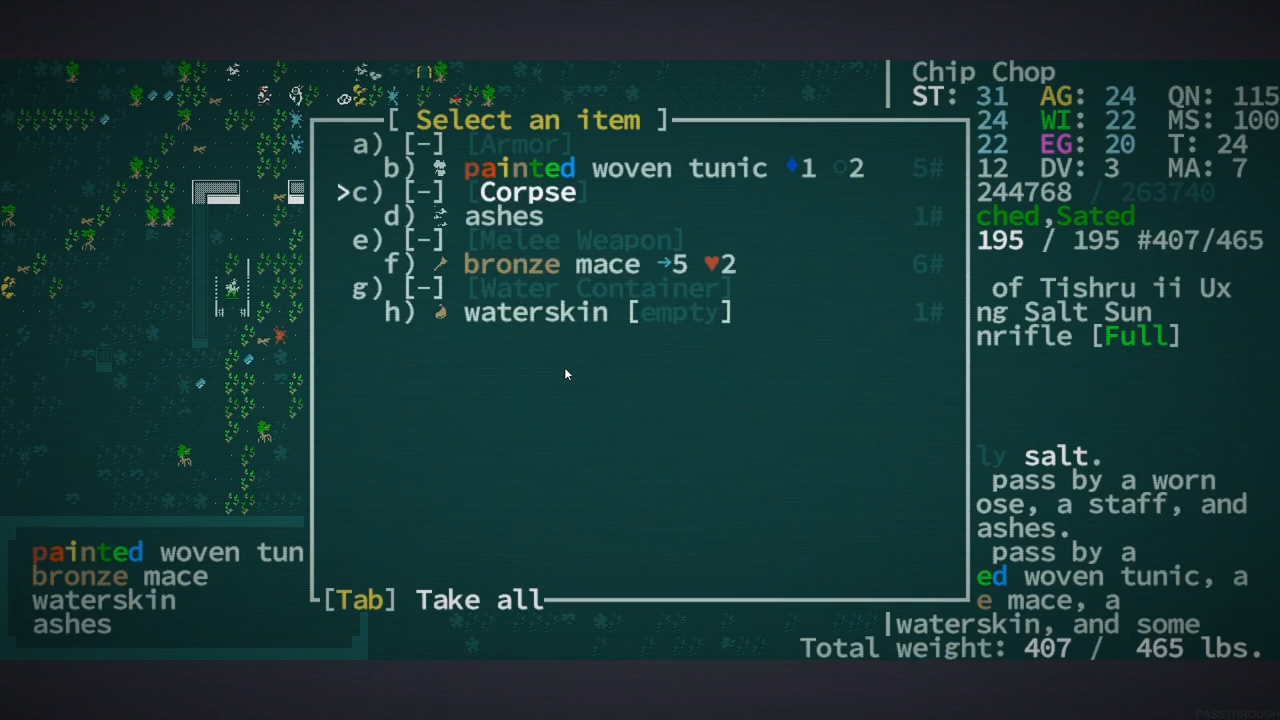 Chip Chop
ST: 31 AG: 24 QN: 115
24 WI: 22 MS: 100
22 EG: 20 T: 24
12 DV: 3 MA: 7
244768 / 263740
ched,Sated
195 / 195 #407/465
of Tishru ii Ux
ng Salt Sun
nrifle [Full]
[ Select an item ]
a) [-] [Armor]
b) painted woven tunic ♦1 ○2 5#
>c) [-] [Corpse]
d) ashes 1#
e) [-] [Melee Weapon]
f) bronze mace →5 ♥2 6#
g) [-] [Water Container]
h) waterskin [empty] 1#
[Tab] Take all
ly salt.
pass by a worn
ose, a staff, and
ashes.
pass by a
ed woven tunic, a
e mace, a
waterskin, and some
Total weight: 407 / 465 lbs.
painted woven tun
bronze mace
waterskin
ashes